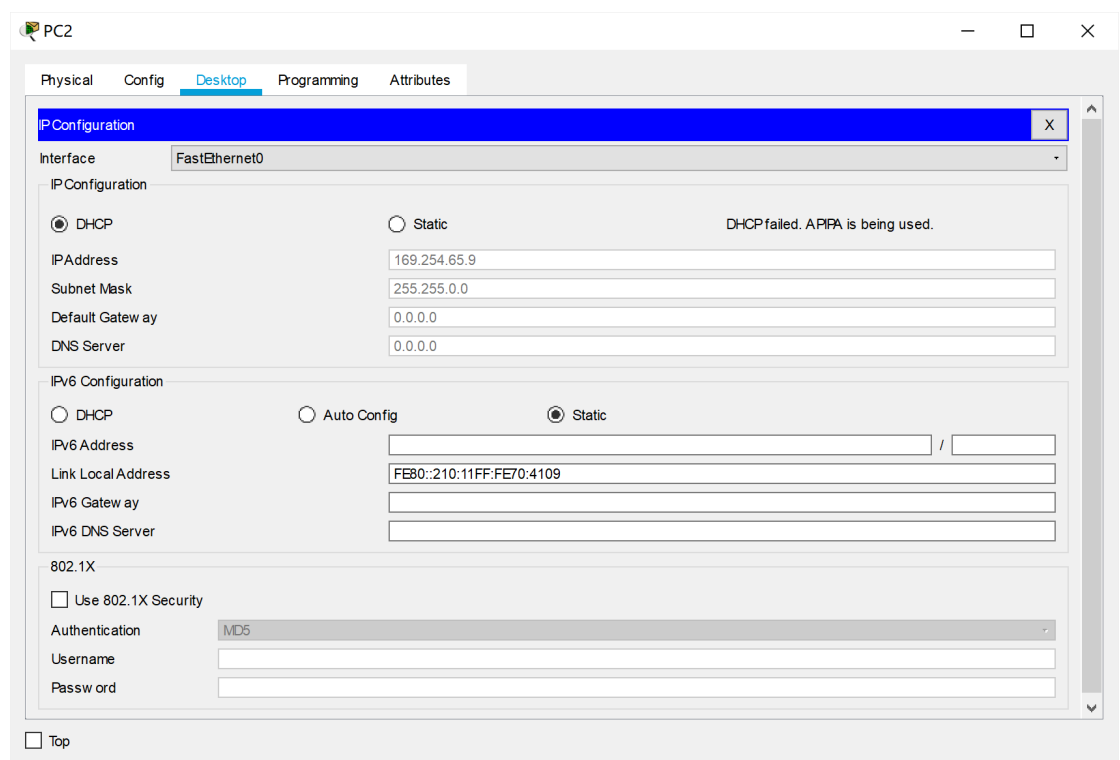 PC2
Physical Config Desktop Programming Attributes
IP Configuration X
Interface FastEthernet0
IP Configuration
DHCP Static DHCP failed. APIPA is being used.
IP Address 169.254.65.9
Subnet Mask 255.255.0.0
Default Gateway 0.0.0.0
DNS Server 0.0.0.0
IPv6 Configuration
DHCP Auto Config Static
IPv6 Address /
Link Local Address FE80::210:11FF:FE70:4109
IPv6 Gateway
IPv6 DNS Server
802.1X
Use 802.1X Security
Authentication MD5
Username
Password
Top